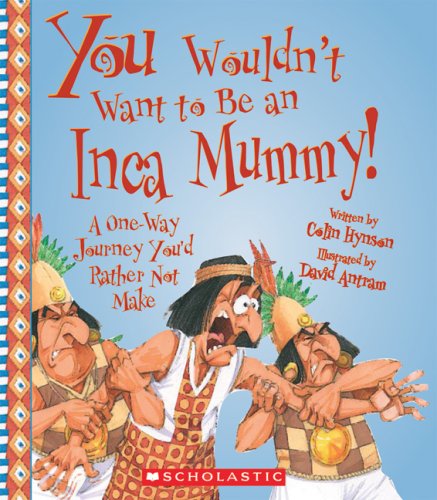 You Wouldn't
Want to Be an
Inca Mummy!
A One-Way
Journey You'd
Rather Not
Make
Written by
Colin Hynson
Illustrated by
David Antram
SCHOLASTIC